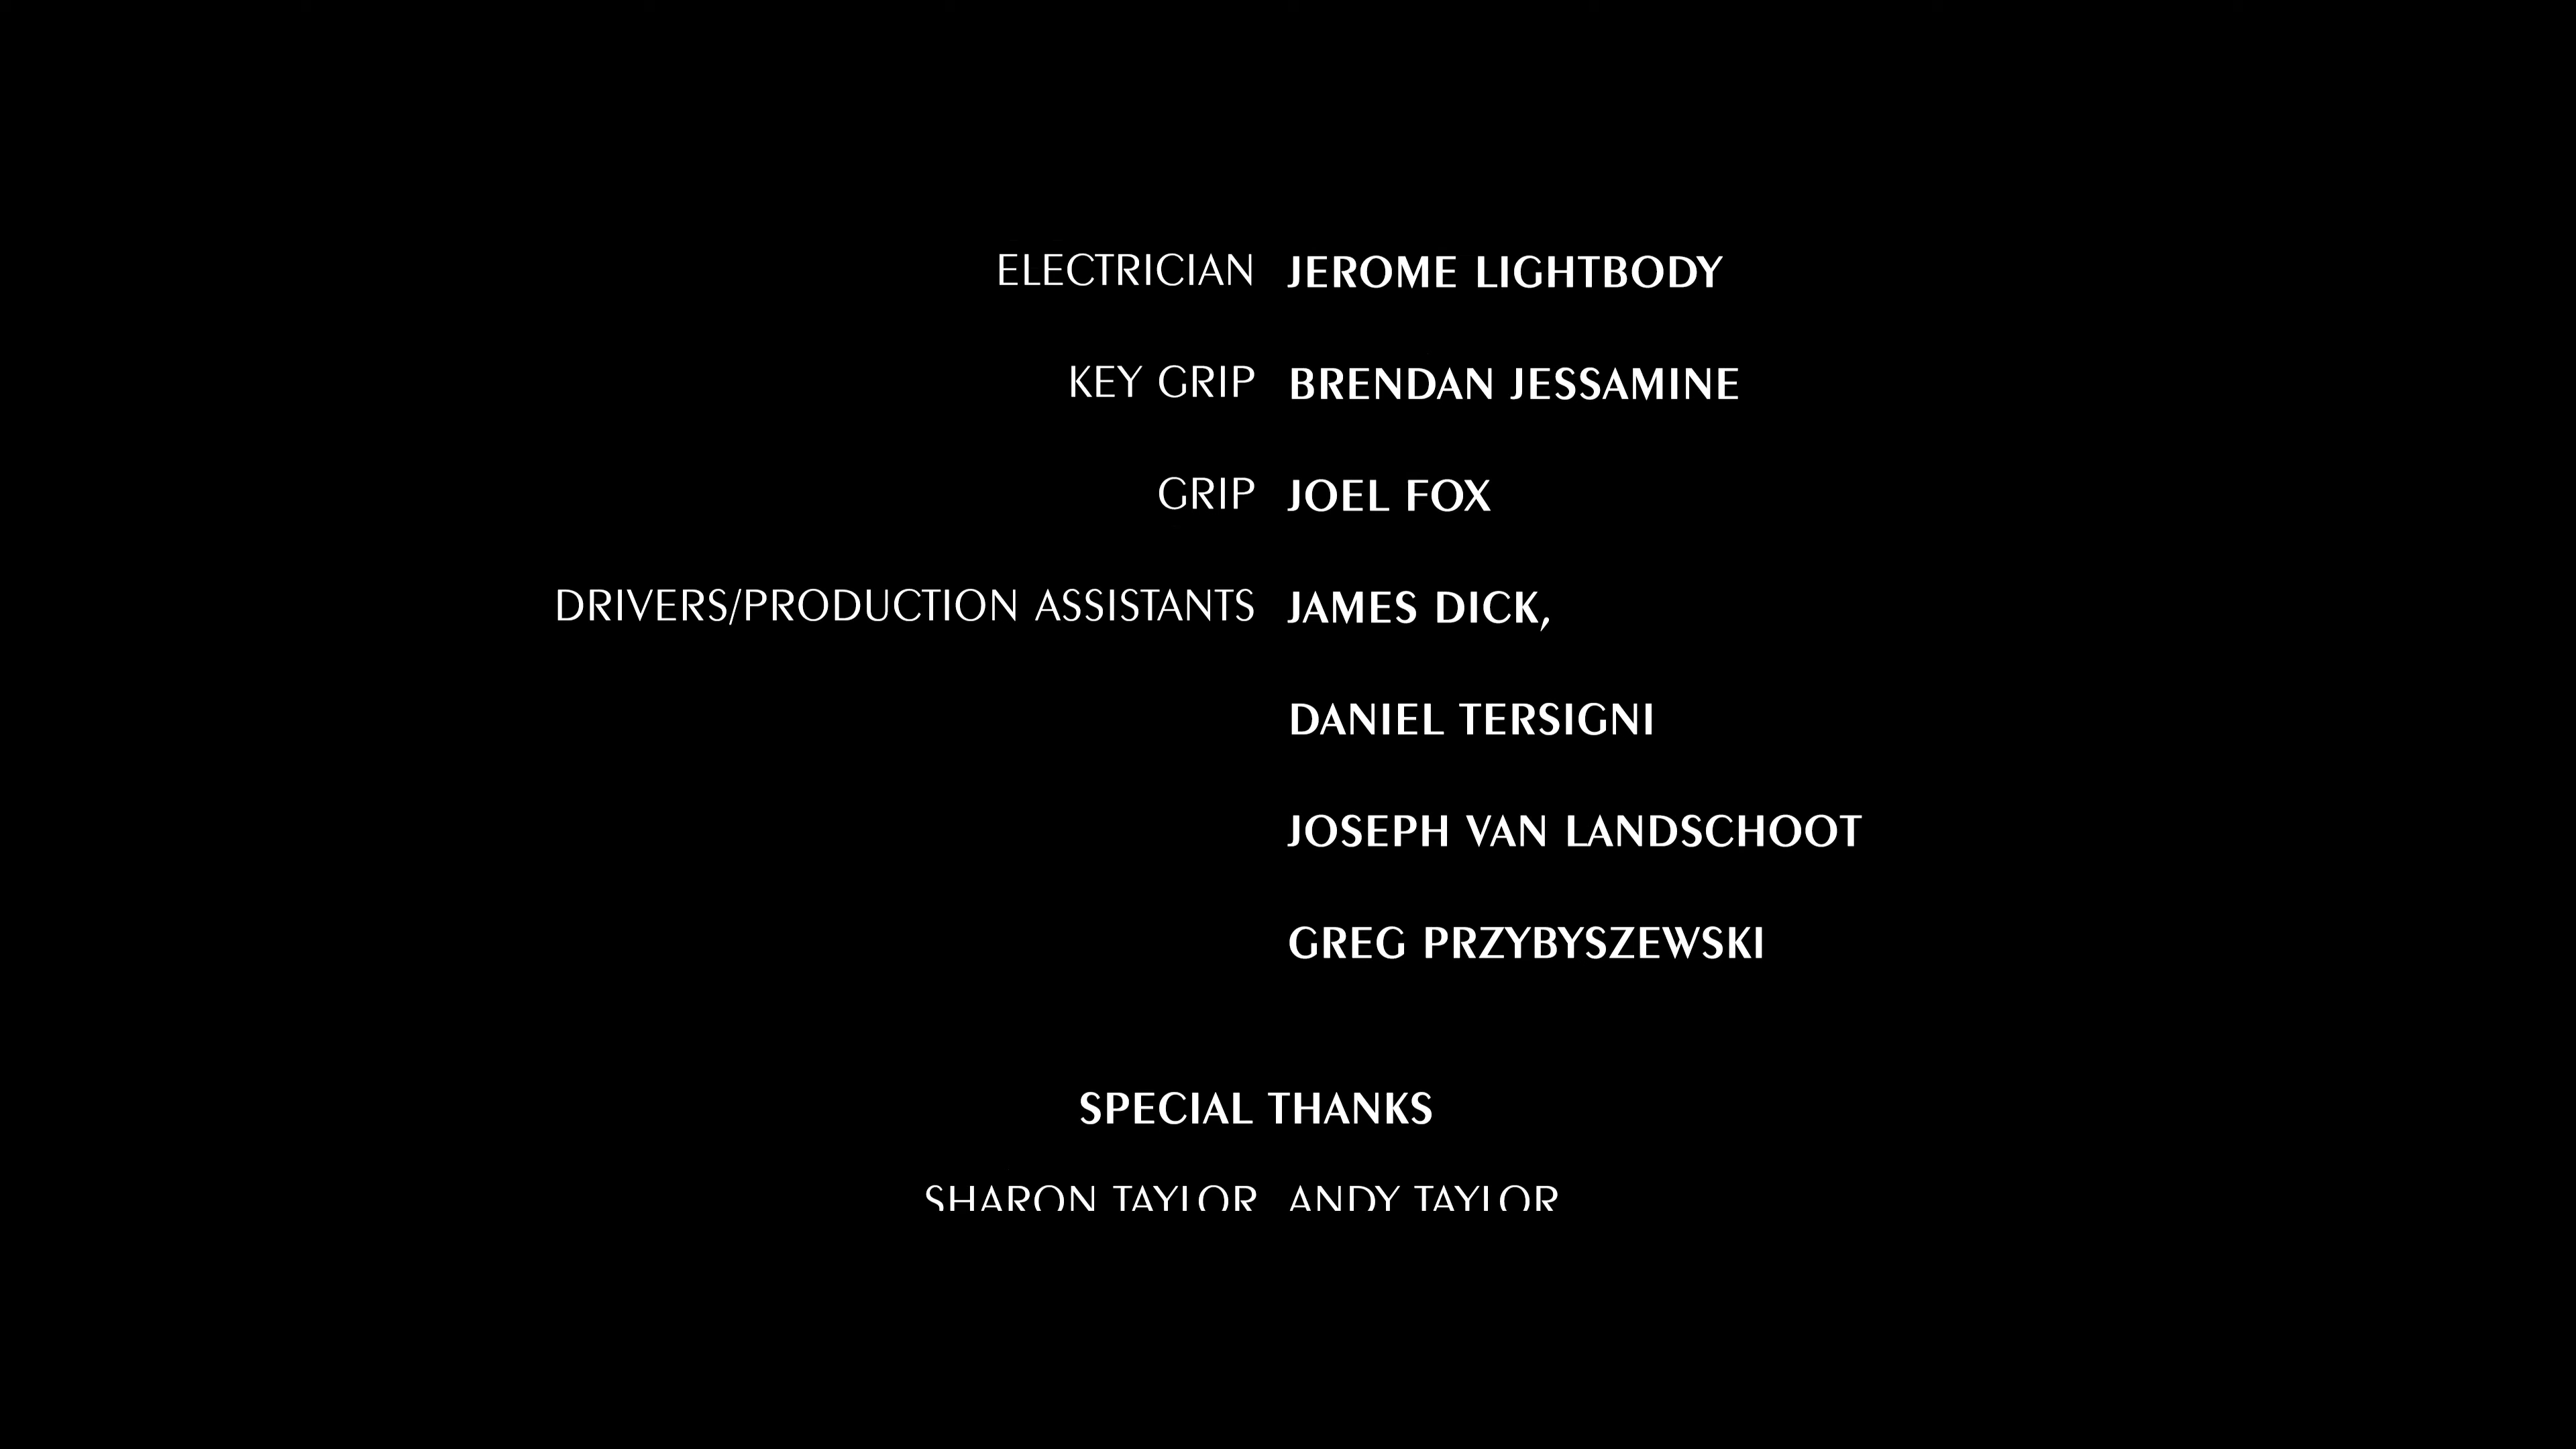 ELECTRICIAN JEROME LIGHTBODY
KEY GRIP BRENDAN JESSAMINE
GRIP JOEL FOX
DRIVERS/PRODUCTION ASSISTANTS JAMES DICK,
DANIEL TERSIGNI
JOSEPH VAN LANDSCHOOT
GREG PRZYBYSZEWSKI
SPECIAL THANKS
SHARON TAYLOR ANDY TAYLOR